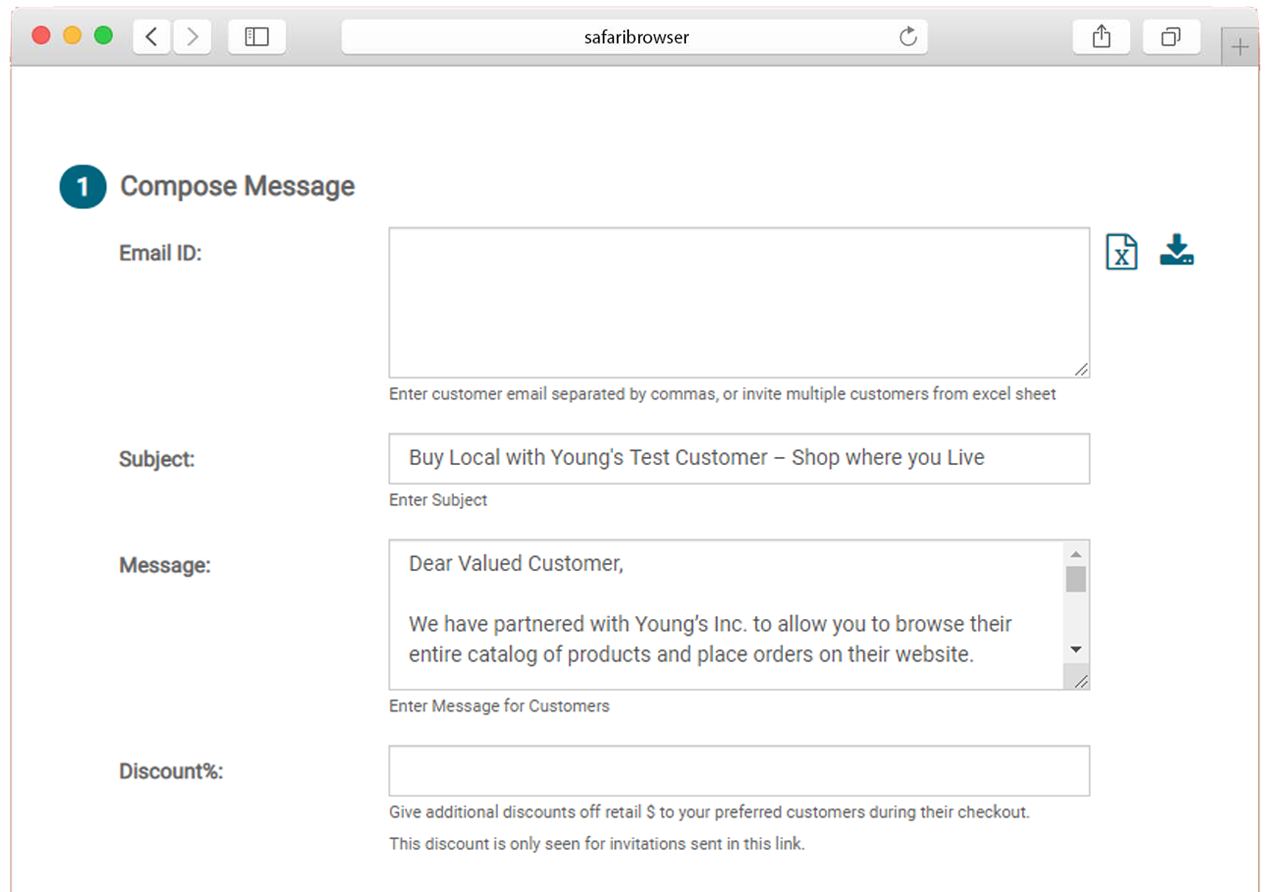 safaribrowser
1 Compose Message
Email ID:
X
Enter customer email separated by commas, or invite multiple customers from excel sheet
Subject:
Buy Local with Young's Test Customer – Shop where you Live
Enter Subject
Message:
Dear Valued Customer,
We have partnered with Young’s Inc. to allow you to browse their
entire catalog of products and place orders on their website.
Enter Message for Customers
Discount%:
Give additional discounts off retail $ to your preferred customers during their checkout.
This discount is only seen for invitations sent in this link.